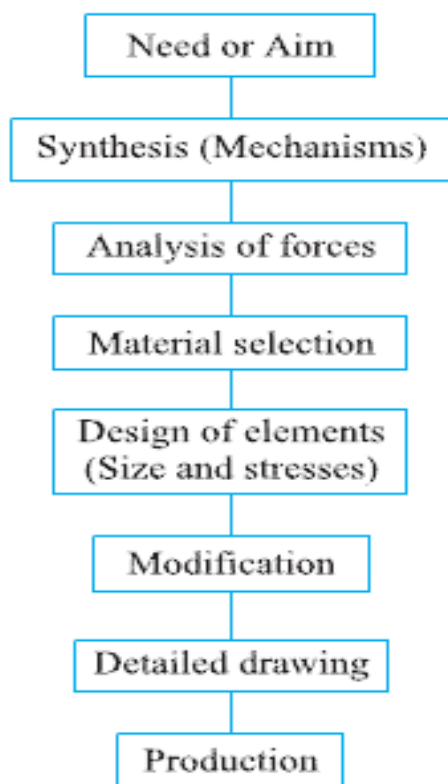 Need or Aim
Synthesis (Mechanisms)
Analysis of forces
Material selection
Design of elements
(Size and stresses)
Modification
Detailed drawing
Production